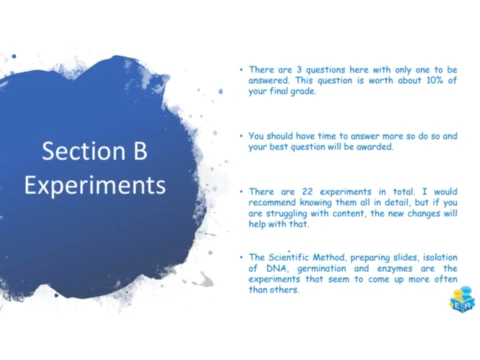 Section B
Experiments
• There are 3 questions here with only one to be
answered. This question is worth about 10% of
your final grade.
• You should have time to answer more so do so and
your best question will be awarded.
• There are 22 experiments in total. I would
recommend knowing them all in detail, but if you
are struggling with content, the new changes will
help with that.
• The Scientific Method, preparing slides, isolation
of DNA, germination and enzymes are the
experiments that seem to come up more often
than others.